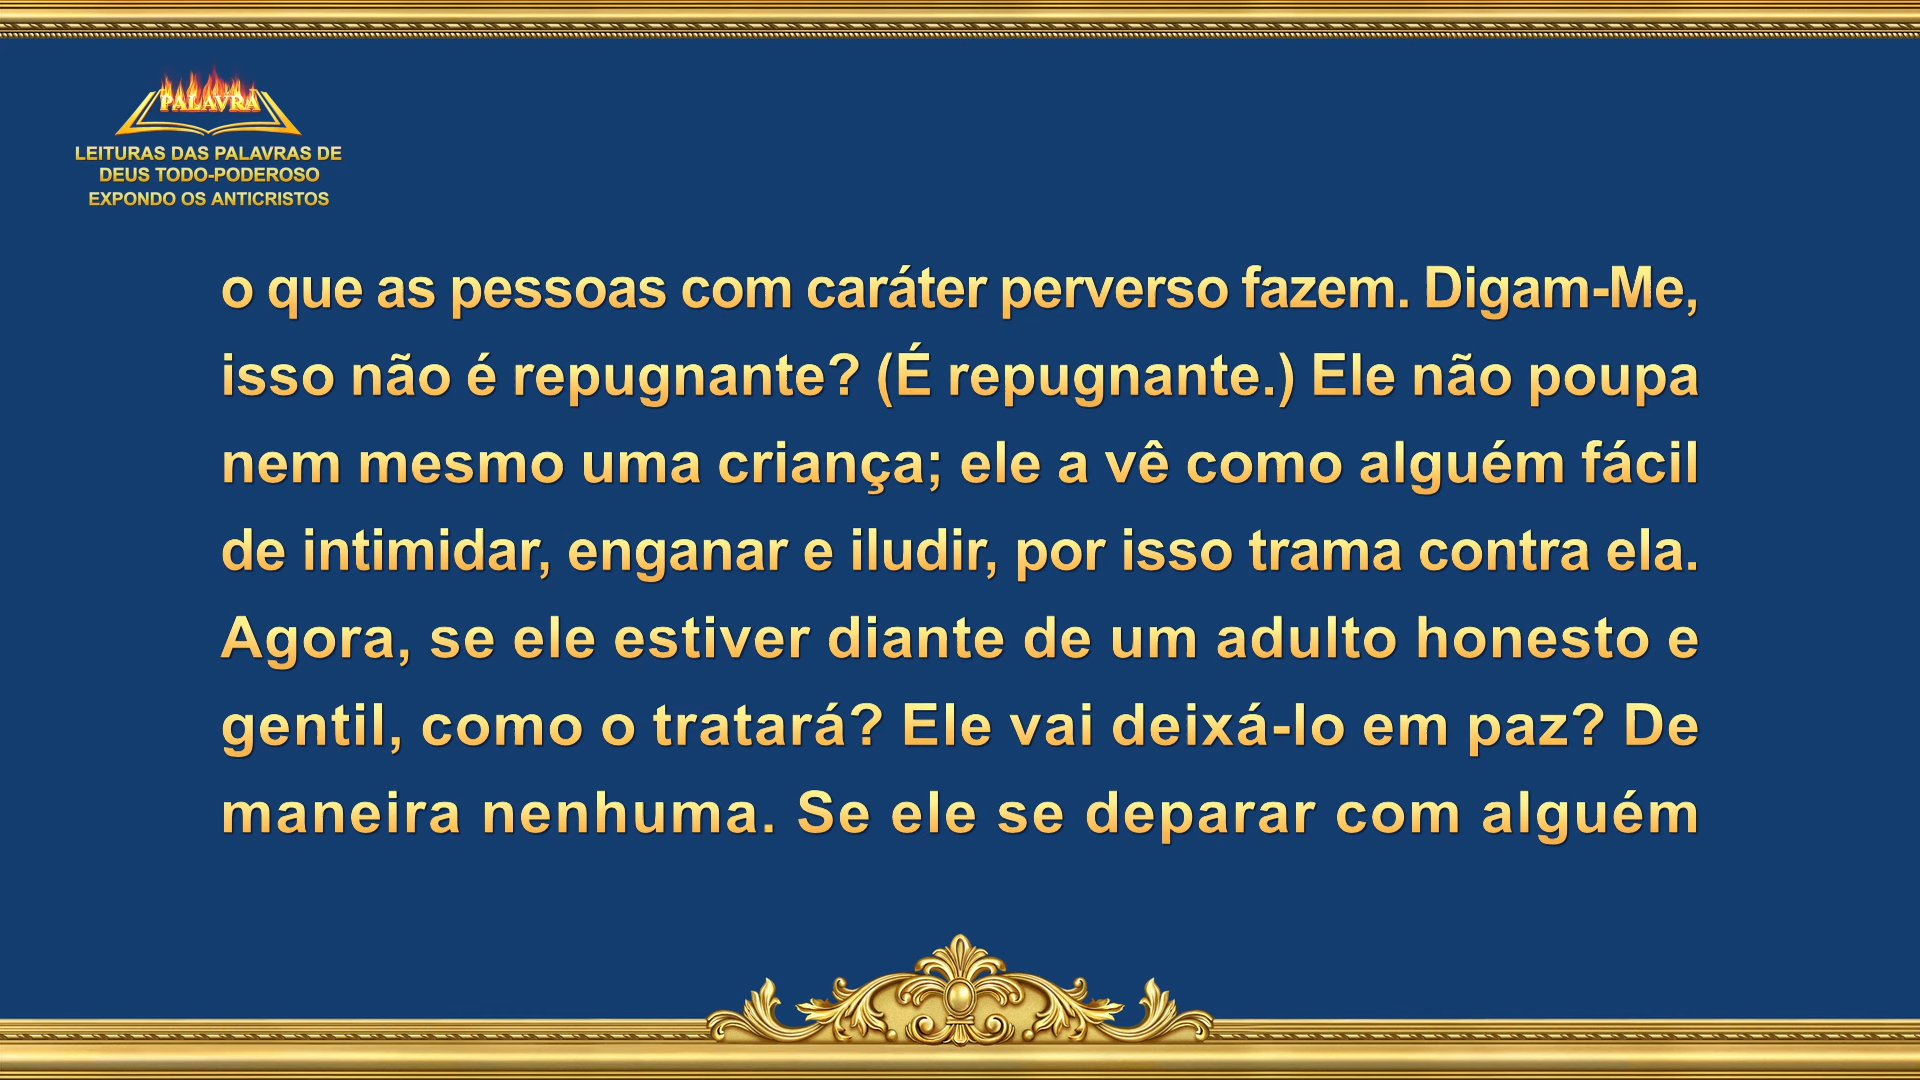 PALAVRA
LEITURAS DAS PALAVRAS DE
DEUS TODO-PODEROSO
EXPONDO OS ANTICRISTOS
o que as pessoas com caráter perverso fazem. Digam-Me,
isso não é repugnante? (É repugnante.) Ele não poupa
nem mesmo uma criança; ele a vê como alguém fácil
de intimidar, enganar e iludir, por isso trama contra ela.
Agora, se ele estiver diante de um adulto honesto e
gentil, como o tratará? Ele vai deixá-lo em paz? De
maneira nenhuma. Se ele se deparar com alguém